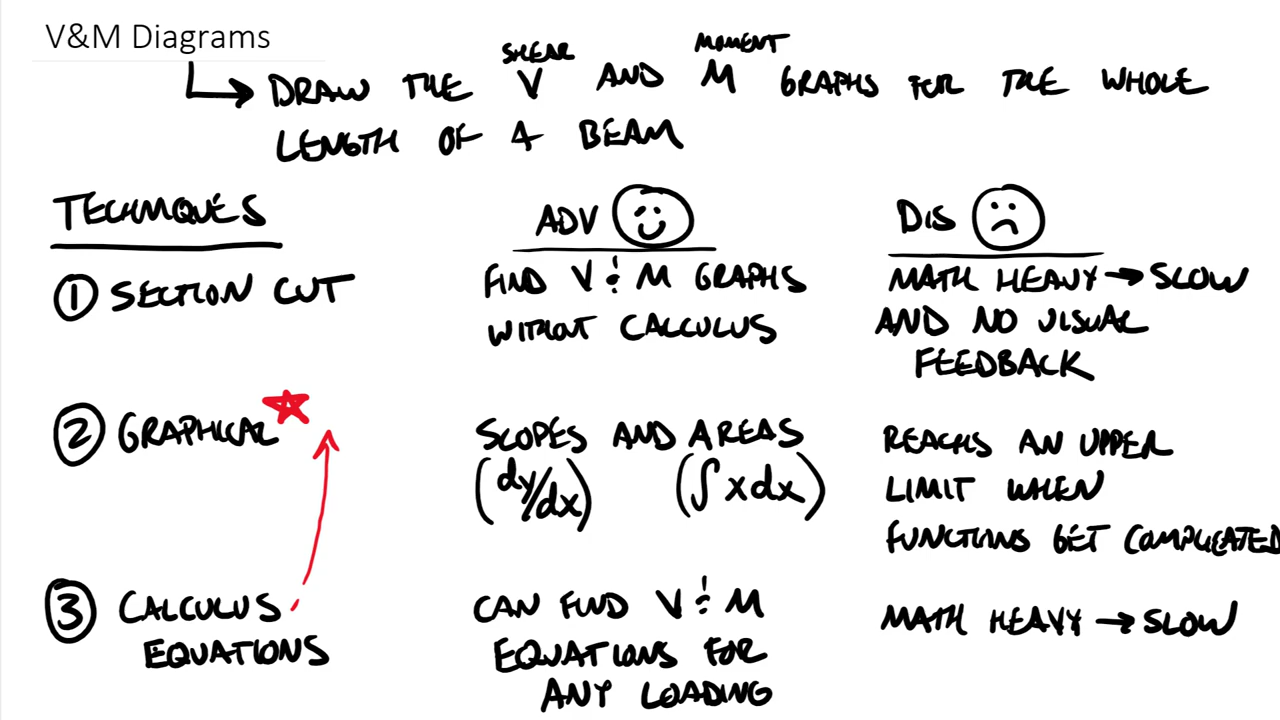 V&M Diagrams
SHEAR MOMENT
DRAW THE V AND M GRAPHS FOR THE WHOLE
LENGTH OF A BEAM
TECHNIQUES
ADV
DIS
① SECTION CUT
FIND V & M GRAPHS
WITHOUT CALCULUS
MATH HEAVY → SLOW
AND NO VISUAL
FEEDBACK
② GRAPHICAL
SLOPES AND AREAS
(dy/dx) (∫xdx)
REACHS AN UPPER
LIMIT WHEN
FUNCTIONS GET COMPLICATED
③ CALCULUS
EQUATIONS
CAN FIND V & M
EQUATIONS FOR
ANY LOADING
MATH HEAVY → SLOW